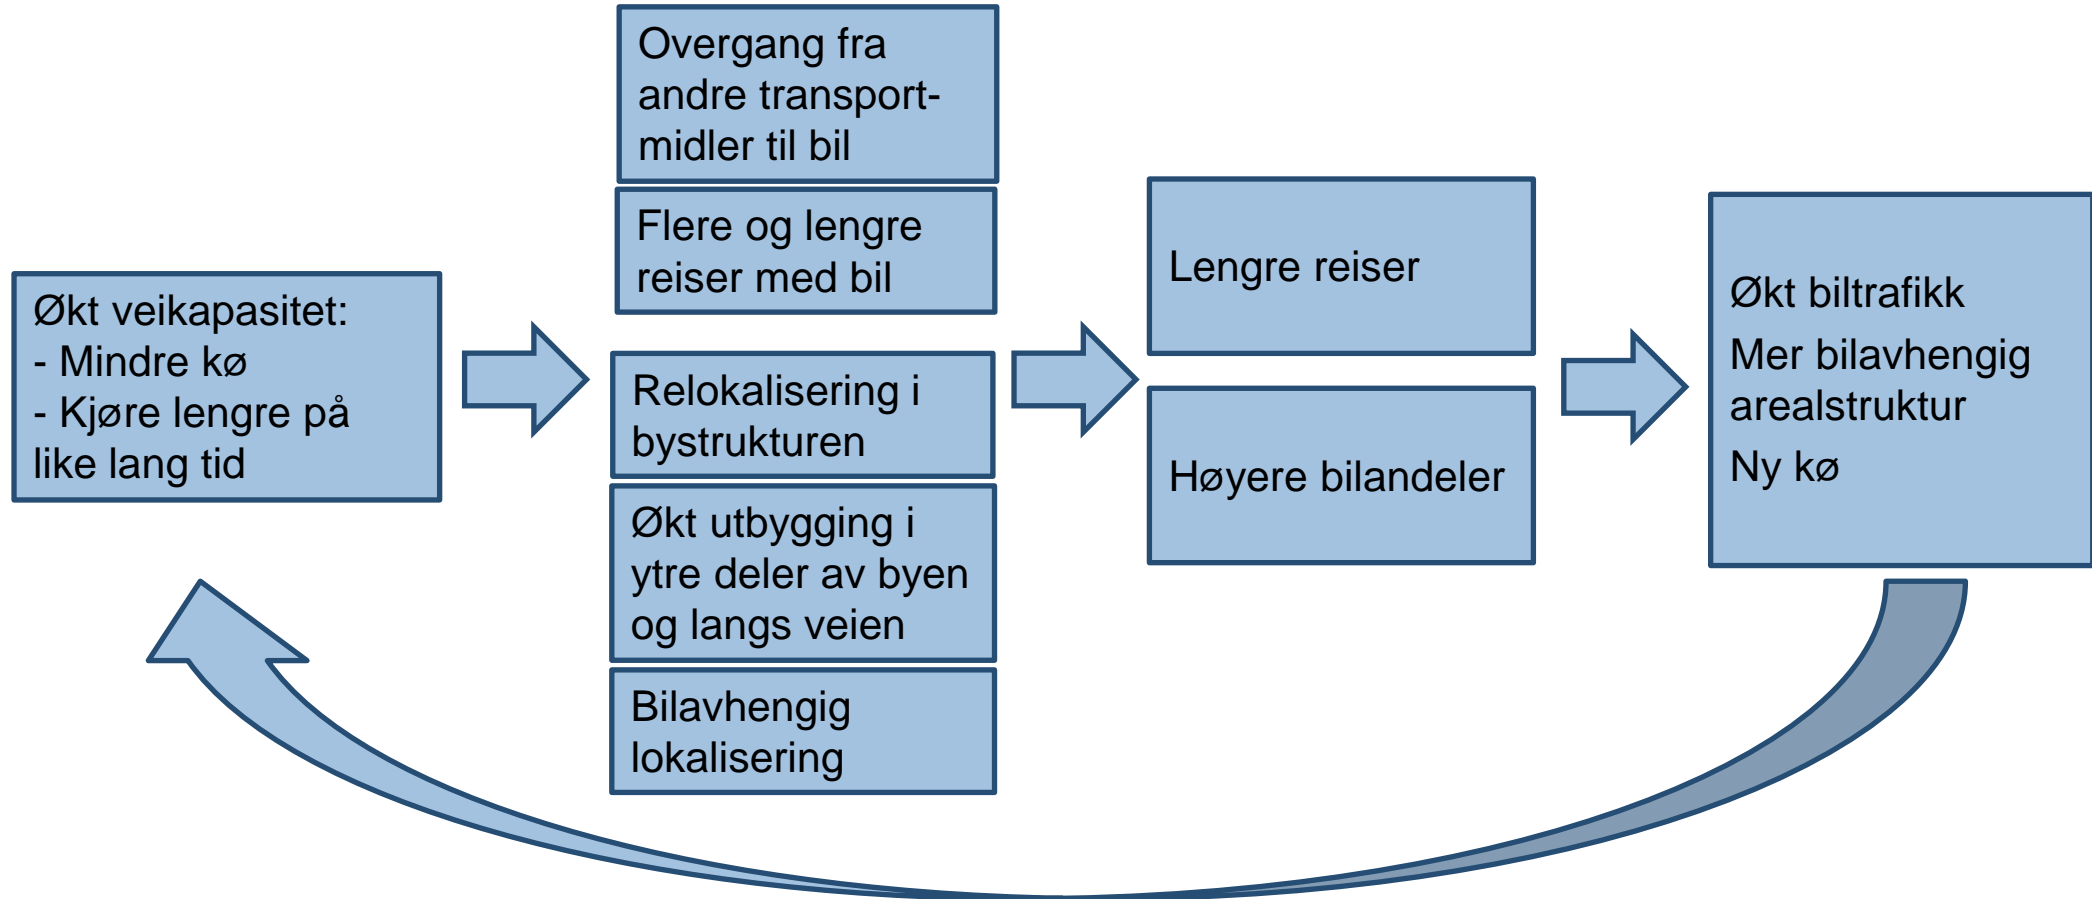 Økt veikapasitet:
- Mindre kø
- Kjøre lengre på
like lang tid
Overgang fra
andre transport-
midler til bil
Flere og lengre
reiser med bil
Relokalisering i
bystrukturen
Økt utbygging i
ytre deler av byen
og langs veien
Bilavhengig
lokalisering
Lengre reiser
Høyere bilandeler
Økt biltrafikk
Mer bilavhengig
arealstruktur
Ny kø